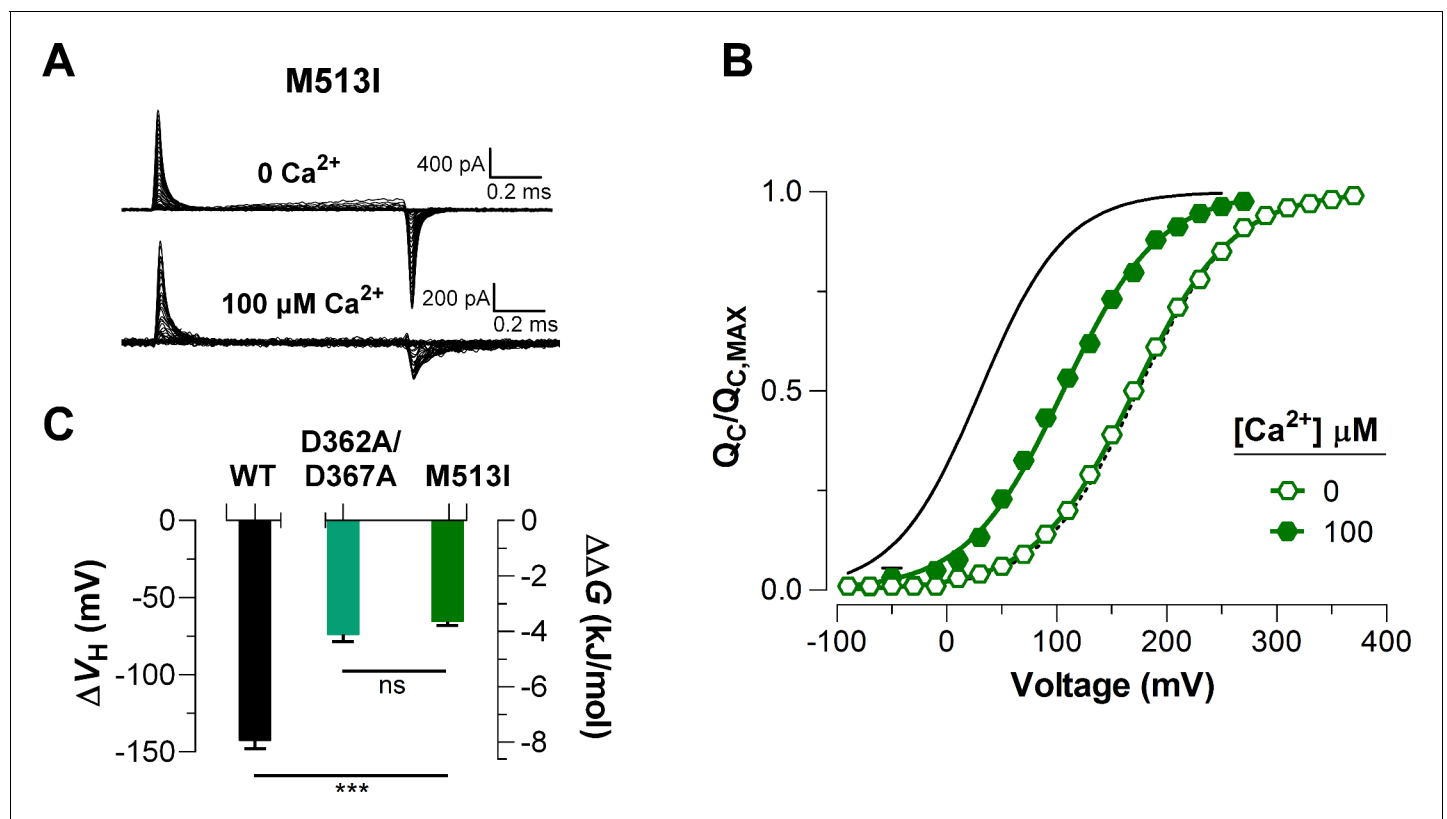 A
M513I
0 Ca2+
400 pA
0.2 ms
100 µM Ca2+
200 pA
0.2 ms
B
1.0
0.5
0.0
QC/QC,MAX
-100
0
100
200
300
400
Voltage (mV)
[Ca2+] µM
0
100
C
WT
D362A/
D367A
M513I
0
-50
-100
-150
ΔVH (mV)
0
-2
-4
-6
-8
ΔΔG (kJ/mol)
ns
***